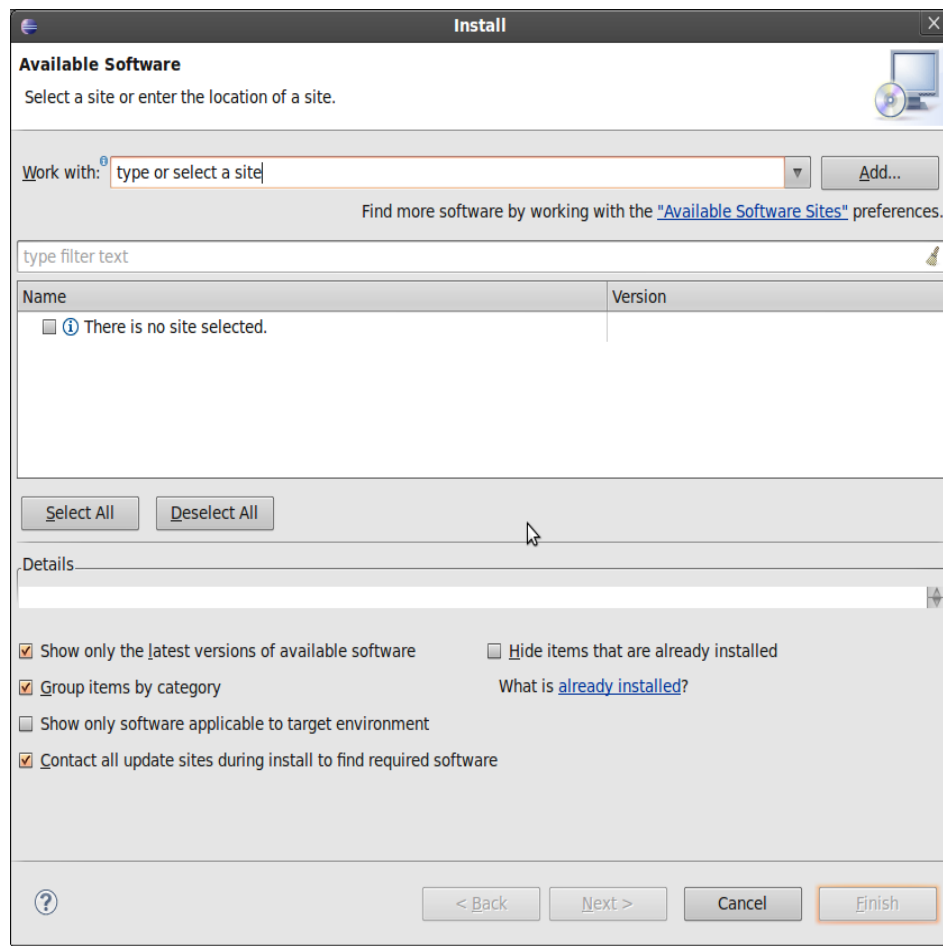 Install
Available Software
Select a site or enter the location of a site.
Work with: type or select a site Add...
Find more software by working with the "Available Software Sites" preferences.
type filter text
Name Version
There is no site selected.
Select All Deselect All
Details
Show only the latest versions of available software Hide items that are already installed
Group items by category What is already installed?
Show only software applicable to target environment
Contact all update sites during install to find required software
< Back Next > Cancel Finish